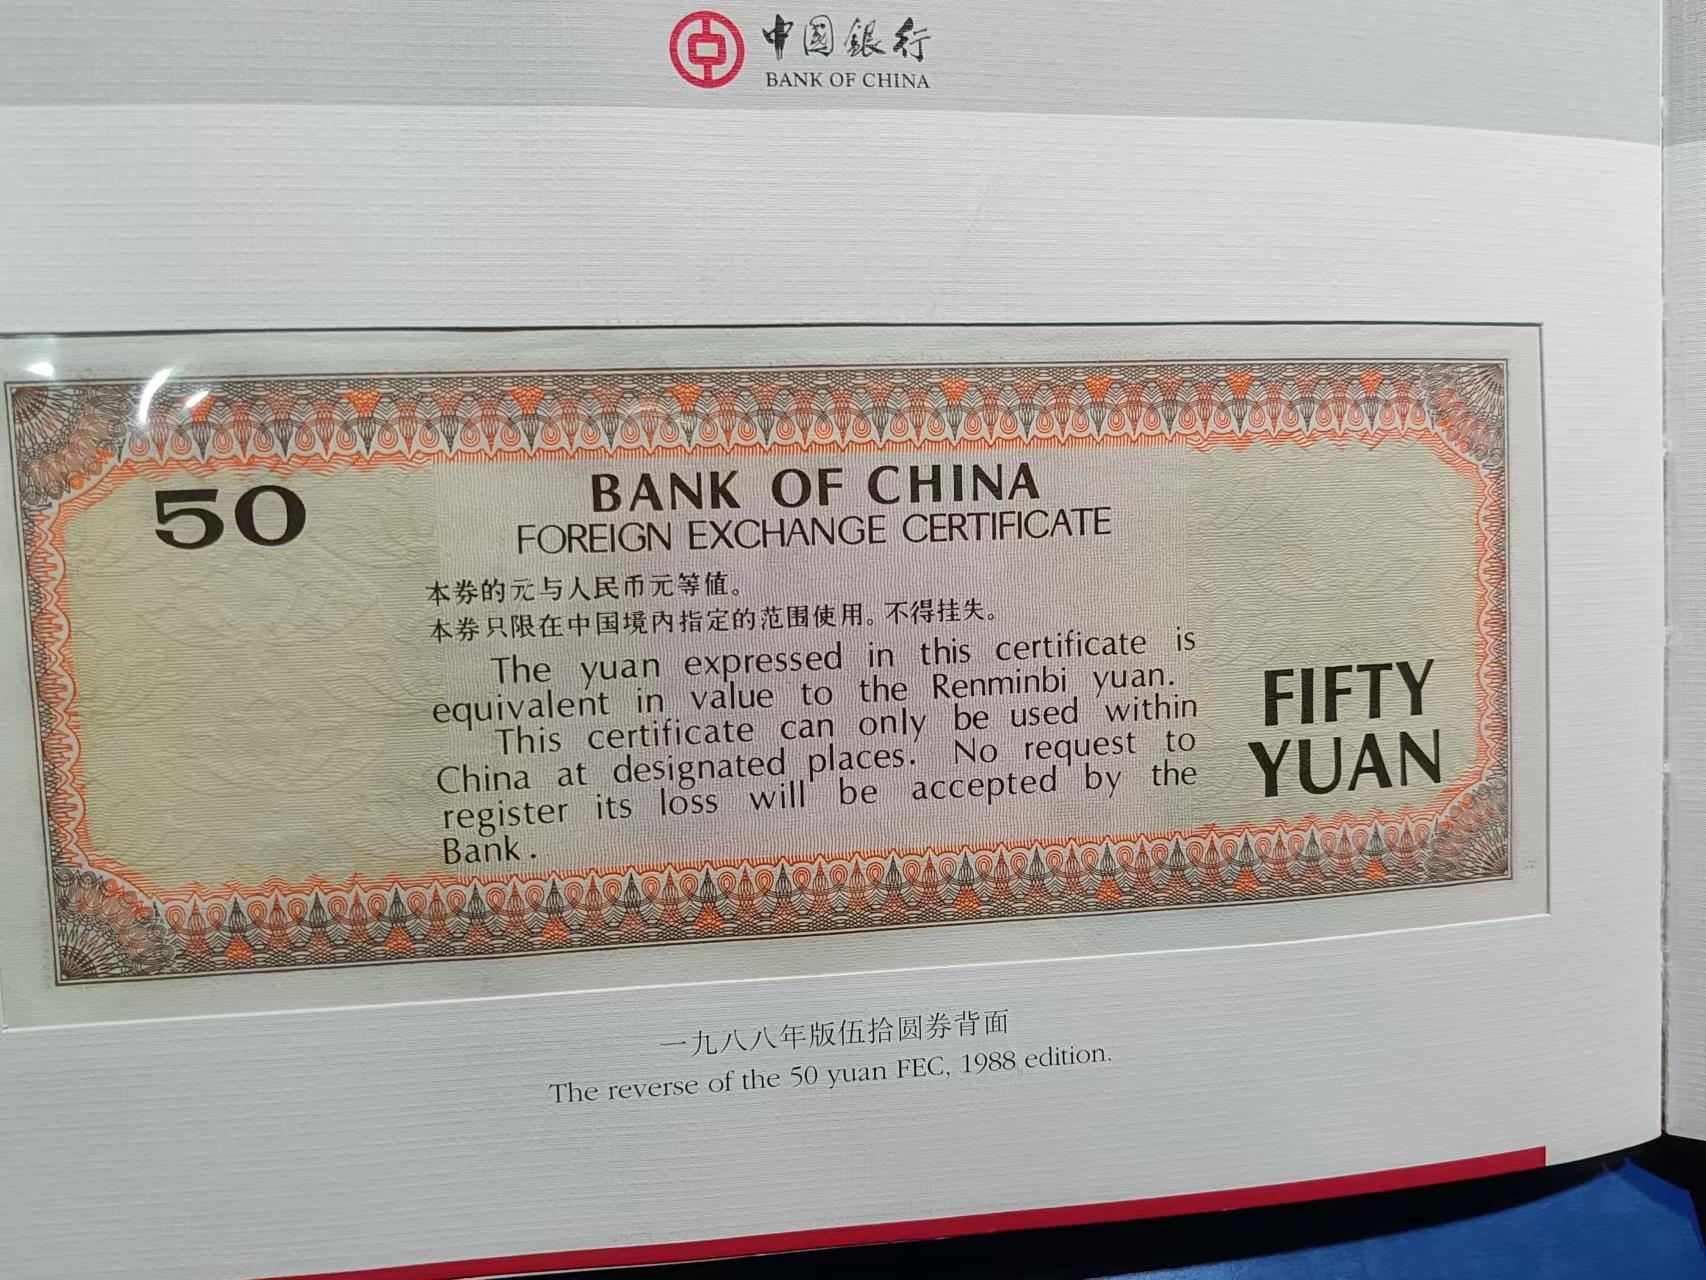 中国銀行
BANK OF CHINA
50
BANK OF CHINA
FOREIGN EXCHANGE CERTIFICATE
本券的元与人民币元等值。
本券只限在中国境内指定的范围使用。不得挂失。
The yuan expressed in this certificate is
equivalent in value to the Renminbi yuan.
This certificate can only be used within
China at designated places. No request to
register its loss will be accepted by the
Bank.
FIFTY
YUAN
一九八八年版伍拾圆券背面
The reverse of the 50 yuan FEC, 1988 edition.